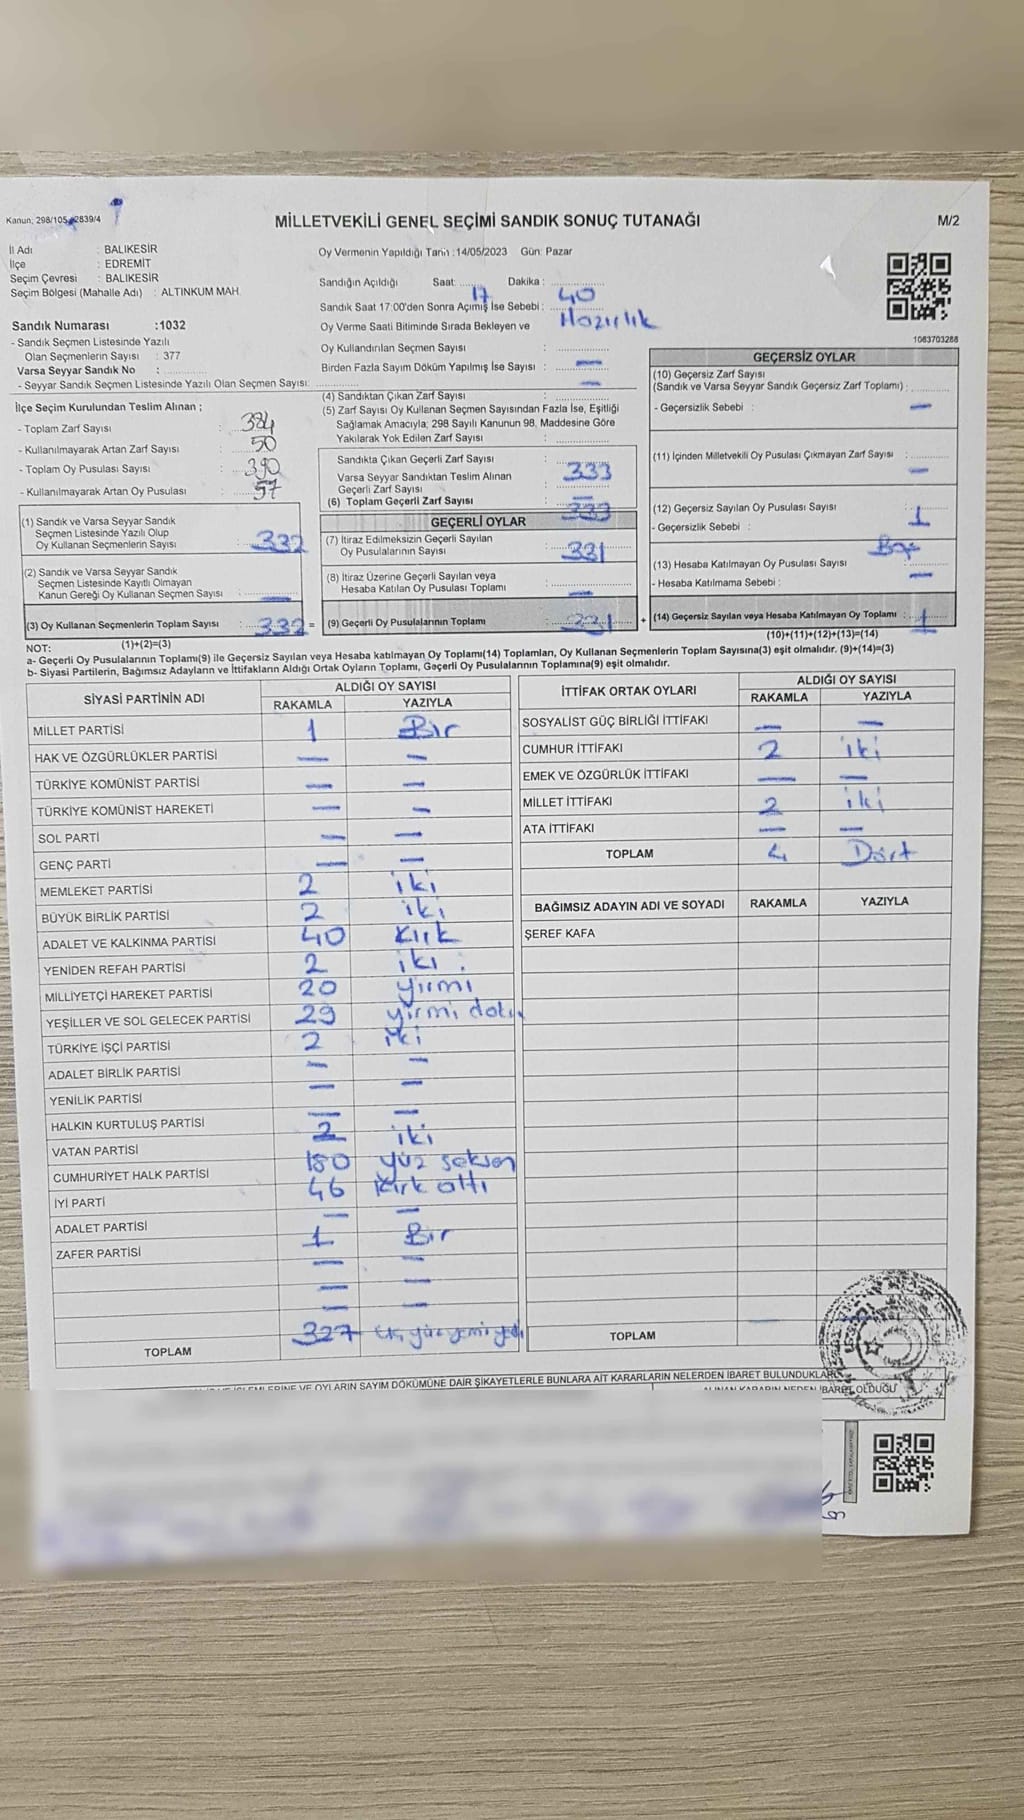 Kanun; 298/105, 2839/4
MİLLETVEKİLİ GENEL SEÇİMİ SANDIK SONUÇ TUTANAĞI
M/2
İl Adı : BALIKESİR
İlçe : EDREMİT
Seçim Çevresi : BALIKESİR
Seçim Bölgesi (Mahalle Adı) : ALTINKUM MAH.
Oy Vermenin Yapıldığı Tarih :14/05/2023 Gün: Pazar
Sandığın Açıldığı Saat: 17 Dakika : 40
Sandık Saat 17:00'den Sonra Açılmış İse Sebebi : Hazırlık
Oy Verme Saati Bitiminde Sırada Bekleyen ve
Oy Kullandırılan Seçmen Sayısı : —
Birden Fazla Sayım Döküm Yapılmış İse Sayısı : —
1063703288
Sandık Numarası :1032
- Sandık Seçmen Listesinde Yazılı
Olan Seçmenlerin Sayısı : 377
Varsa Seyyar Sandık No :
- Seyyar Sandık Seçmen Listesinde Yazılı Olan Seçmen Sayısı:
İlçe Seçim Kurulundan Teslim Alınan ;
- Toplam Zarf Sayısı : 384
- Kullanılmayarak Artan Zarf Sayısı : 50
- Toplam Oy Pusulası Sayısı : 390
- Kullanılmayarak Artan Oy Pusulası : 57
(1) Sandık ve Varsa Seyyar Sandık
Seçmen Listesinde Yazılı Olup
Oy Kullanan Seçmenlerin Sayısı : 332
(2) Sandık ve Varsa Seyyar Sandık
Seçmen Listesinde Kayıtlı Olmayan
Kanun Gereği Oy Kullanan Seçmen Sayısı : —
(3) Oy Kullanan Seçmenlerin Toplam Sayısı : 332 =
(1)+(2)=(3)
(4) Sandıktan Çıkan Zarf Sayısı :
(5) Zarf Sayısı Oy Kullanan Seçmen Sayısından Fazla İse, Eşitliği
Sağlamak Amacıyla; 298 Sayılı Kanunun 98. Maddesine Göre
Yakılarak Yok Edilen Zarf Sayısı :
Sandıkta Çıkan Geçerli Zarf Sayısı : 333
Varsa Seyyar Sandıktan Teslim Alınan
Geçerli Zarf Sayısı : —
(6) Toplam Geçerli Zarf Sayısı : 333
GEÇERLİ OYLAR
(7) İtiraz Edilmeksizin Geçerli Sayılan
Oy Pusulalarının Sayısı : 331
(8) İtiraz Üzerine Geçerli Sayılan veya
Hesaba Katılan Oy Pusulası Toplamı : —
(9) Geçerli Oy Pusulalarının Toplamı : 331 +
GEÇERSİZ OYLAR
(10) Geçersiz Zarf Sayısı
(Sandık ve Varsa Seyyar Sandık Geçersiz Zarf Toplamı) :
- Geçersizlik Sebebi : —
(11) İçinden Milletvekili Oy Pusulası Çıkmayan Zarf Sayısı : —
(12) Geçersiz Sayılan Oy Pusulası Sayısı : 1
- Geçersizlik Sebebi : Boş
(13) Hesaba Katılmayan Oy Pusulası Sayısı : —
- Hesaba Katılmama Sebebi :
(14) Geçersiz Sayılan veya Hesaba Katılmayan Oy Toplamı : 1
(10)+(11)+(12)+(13)=(14)
NOT:
a- Geçerli Oy Pusulalarının Toplamı(9) ile Geçersiz Sayılan veya Hesaba katılmayan Oy Toplamı(14) Toplamları, Oy Kullanan Seçmenlerin Toplam Sayısına(3) eşit olmalıdır. (9)+(14)=(3)
b- Siyasi Partilerin, Bağımsız Adayların ve İttifakların Aldığı Ortak Oyların Toplamı, Geçerli Oy Pusulalarının Toplamına(9) eşit olmalıdır.
SİYASİ PARTİNİN ADI ALDIĞI OY SAYISI
RAKAMLA YAZIYLA
MİLLET PARTİSİ 1 Bir
HAK VE ÖZGÜRLÜKLER PARTİSİ — —
TÜRKİYE KOMÜNİST PARTİSİ — —
TÜRKİYE KOMÜNİST HAREKETİ — —
SOL PARTİ — —
GENÇ PARTİ — —
MEMLEKET PARTİSİ 2 iki
BÜYÜK BİRLİK PARTİSİ 2 iki
ADALET VE KALKINMA PARTİSİ 40 Kırk
YENİDEN REFAH PARTİSİ 2 iki
MİLLİYETÇİ HAREKET PARTİSİ 20 yirmi
YEŞİLLER VE SOL GELECEK PARTİSİ 29 yirmi
TÜRKİYE İŞÇİ PARTİSİ 2 iki
ADALET BİRLİK PARTİSİ — —
YENİLİK PARTİSİ — —
HALKIN KURTULUŞ PARTİSİ — —
VATAN PARTİSİ 2 iki
CUMHURİYET HALK PARTİSİ 180 yüz seksen
İYİ PARTİ 46 Kırk altı
ADALET PARTİSİ — —
ZAFER PARTİSİ 1 Bir
— —
— —
— —
TOPLAM 327
İTTİFAK ORTAK OYLARI ALDIĞI OY SAYISI
RAKAMLA YAZIYLA
SOSYALİST GÜÇ BİRLİĞİ İTTİFAKI — —
CUMHUR İTTİFAKI 2 iki
EMEK VE ÖZGÜRLÜK İTTİFAKI — —
MİLLET İTTİFAKI 2 iki
ATA İTTİFAKI — —
TOPLAM 4 Dört
BAĞIMSIZ ADAYIN ADI VE SOYADI RAKAMLA YAZIYLA
ŞEREF KAFA
TOPLAM —
VE OYLARIN SAYIM DÖKÜMÜNE DAİR ŞİKAYETLERLE BUNLARA AİT KARARLARIN NELERDEN İBARET BULUNDUKLARI
OLDUĞU